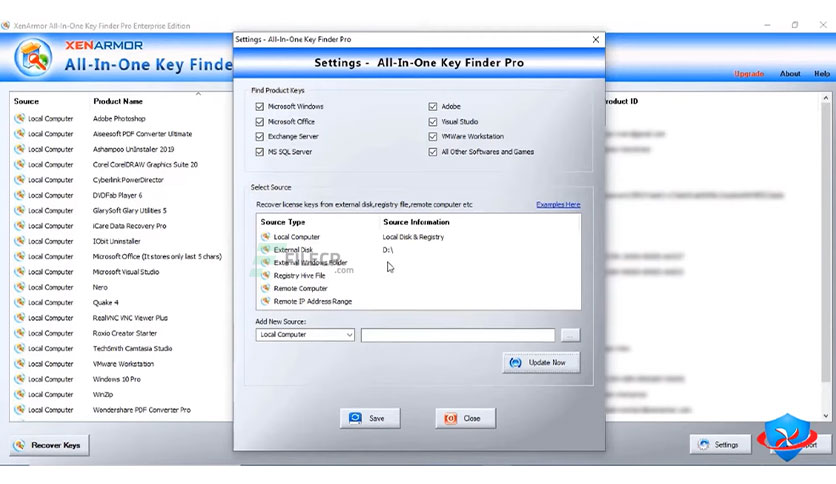 XenArmor All-In-One Key Finder Pro Enterprise Edition
XENARMOR
All-In-One Key Finde
Upgrade About Help
Source Product Name
roduct ID
Local Computer Adobe Photoshop
Local Computer Aiseesoft PDF Converter Ultimate
Local Computer Ashampoo UnInstaller 2019
Local Computer Corel CorelDRAW Graphics Suite 20
Local Computer Cyberlink PowerDirector
Local Computer DVDFab Player 6
Local Computer GlarySoft Glary Utilities 5
Local Computer iCare Data Recovery Pro
Local Computer IObit Uninstaller
Local Computer Microsoft Office (It stores only last 5 chars)
Local Computer Microsoft Visual Studio
Local Computer Nero
Local Computer Quake 4
Local Computer RealVNC VNC Viewer Plus
Local Computer Roxio Creator Starter
Local Computer TechSmith Camtasia Studio
Local Computer VMware Workstation
Local Computer Windows 10 Pro
Local Computer WinZip
Local Computer Wondershare PDF Converter Pro
Recover Keys
Settings
port
Settings - All-In-One Key Finder Pro
Settings - All-In-One Key Finder Pro
Find Product Keys
Microsoft Windows Adobe
Microsoft Office Visual Studio
Exchange Server VMWare Workstation
MS SQL Server All Other Softwares and Games
Select Source
Recover license keys from external disk,registry file,remote computer etc Examples Here
Source Type Source Information
Local Computer Local Disk & Registry
External Disk D:\
External Windows Folder
Registry Hive File
Remote Computer
Remote IP Address Range
FILECR
.com
Add New Source:
Local Computer ...
Update Now
Save Close